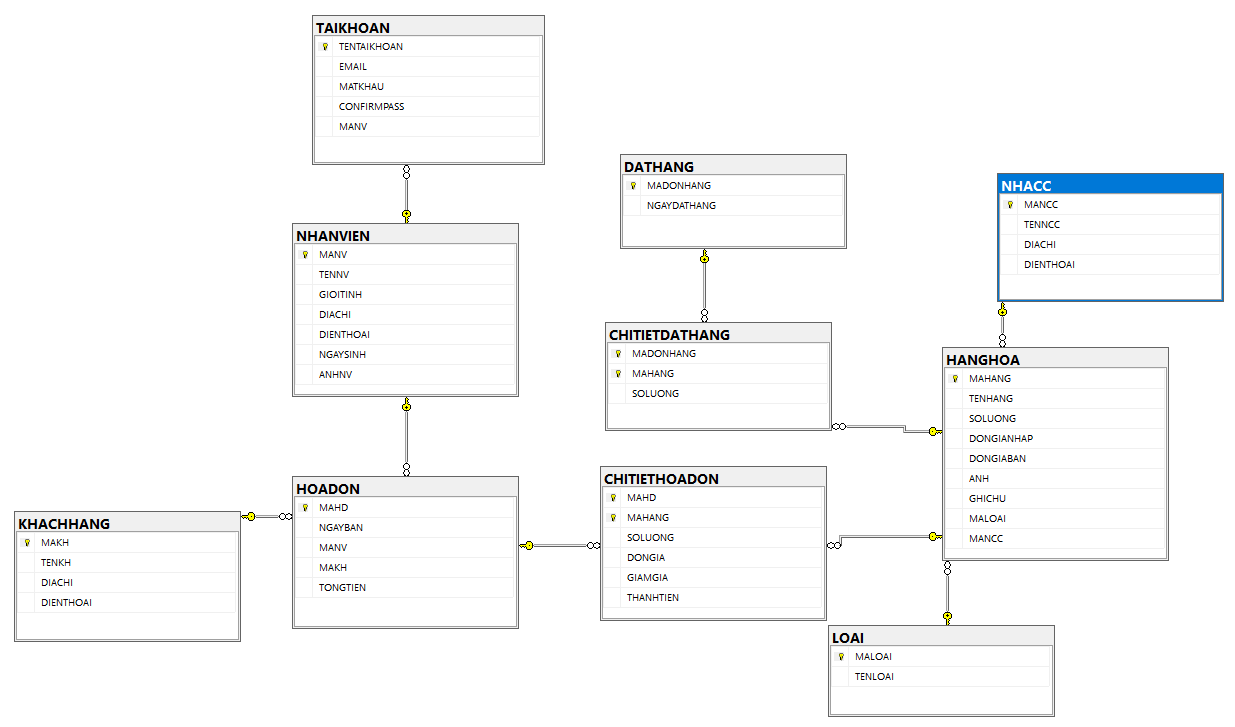 TAIKHOAN
TENTAIKHOAN
EMAIL
MATKHAU
CONFIRMPASS
MANV
DATHANG
MADONHANG
NGAYDATHANG
NHACC
MANCC
TENNCC
DIACHI
DIENTHOAI
NHANVIEN
MANV
TENNV
GIOITINH
DIACHI
DIENTHOAI
NGAYSINH
ANHNV
CHITIETDATHANG
MADONHANG
MAHANG
SOLUONG
HANGHOA
MAHANG
TENHANG
SOLUONG
DONGIANHAP
DONGIABAN
ANH
GHICHU
MALOAI
MANCC
KHACHHANG
MAKH
TENKH
DIACHI
DIENTHOAI
HOADON
MAHD
NGAYBAN
MANV
MAKH
TONGTIEN
CHITIETHOADON
MAHD
MAHANG
SOLUONG
DONGIA
GIAMGIA
THANHTIEN
LOAI
MALOAI
TENLOAI